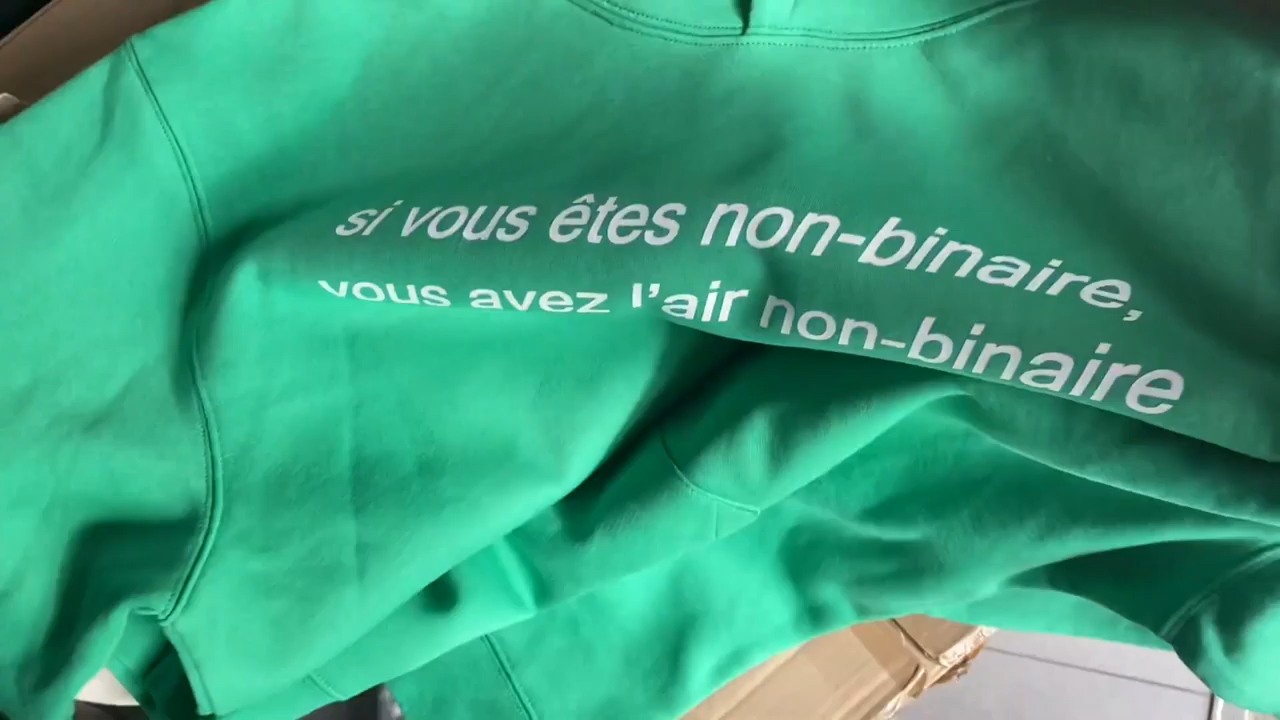 si vous êtes non-binaire,
vous avez l’air non-binaire